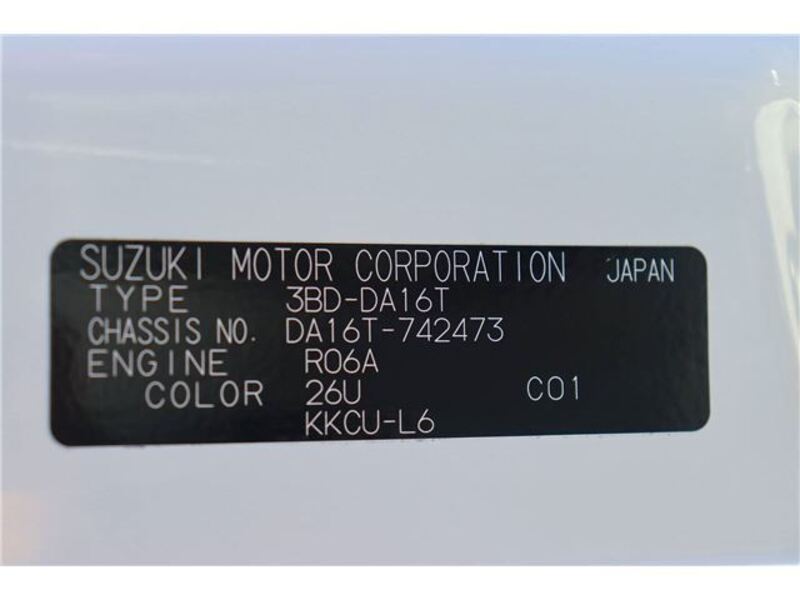 SUZUKI MOTOR CORPORATION JAPAN
TYPE 3BD-DA16T
CHASSIS NO. DA16T-742473
ENGINE R06A
COLOR 26U C01
KKCU-L6